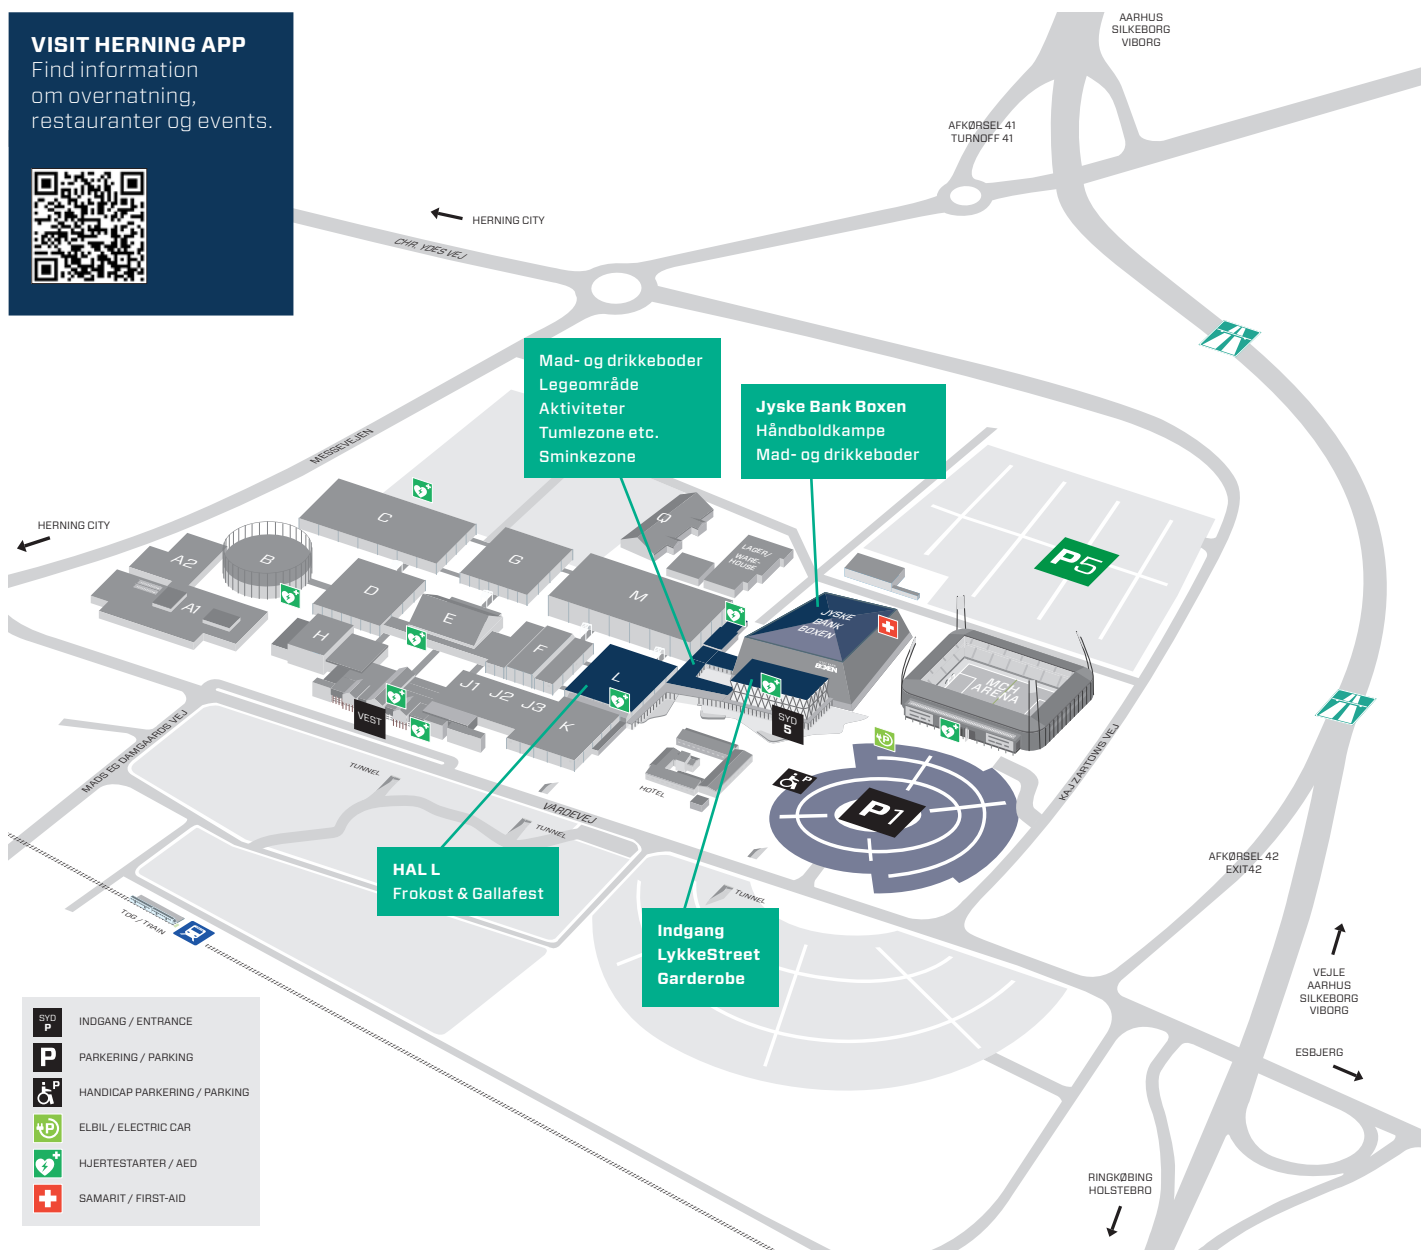 VISIT HERNING APP
Find information
om overnatning,
restauranter og events.
AARHUS
SILKEBORG
VIBORG
AFKØRSEL 41
TURNOFF 41
HERNING CITY
CHR. YDES VEJ
MESSEVEJEN
HERNING CITY
Mad- og drikkeboder
Legeområde
Aktiviteter
Tumlezone etc.
Sminkezone
Jyske Bank Boxen
Håndboldkampe
Mad- og drikkeboder
C
Q
LAGER/
WARE-
HOUSE
P5
A2
B
G
D
M
A1
E
H
F
JYSKE
BANK
BOXEN
BOXEN
L
J1
J2
J3
K
MCH
ARENA
VEST
SYD
5
MADS EG DAMGAARDS VEJ
TUNNEL
HOTEL
VARDEVEJ
TUNNEL
P
P
P1
KAJ ZARTOWS VEJ
HAL L
Frokost & Gallafest
TUNNEL
Indgang
LykkeStreet
Garderobe
TOG / TRAIN
AFKØRSEL 42
EXIT42
VEJLE
AARHUS
SILKEBORG
VIBORG
ESBJERG
RINGKØBING
HOLSTEBRO
SYD
P
INDGANG / ENTRANCE
P
PARKERING / PARKING
P
HANDICAP PARKERING / PARKING
P
ELBIL / ELECTRIC CAR
HJERTESTARTER / AED
SAMARIT / FIRST-AID